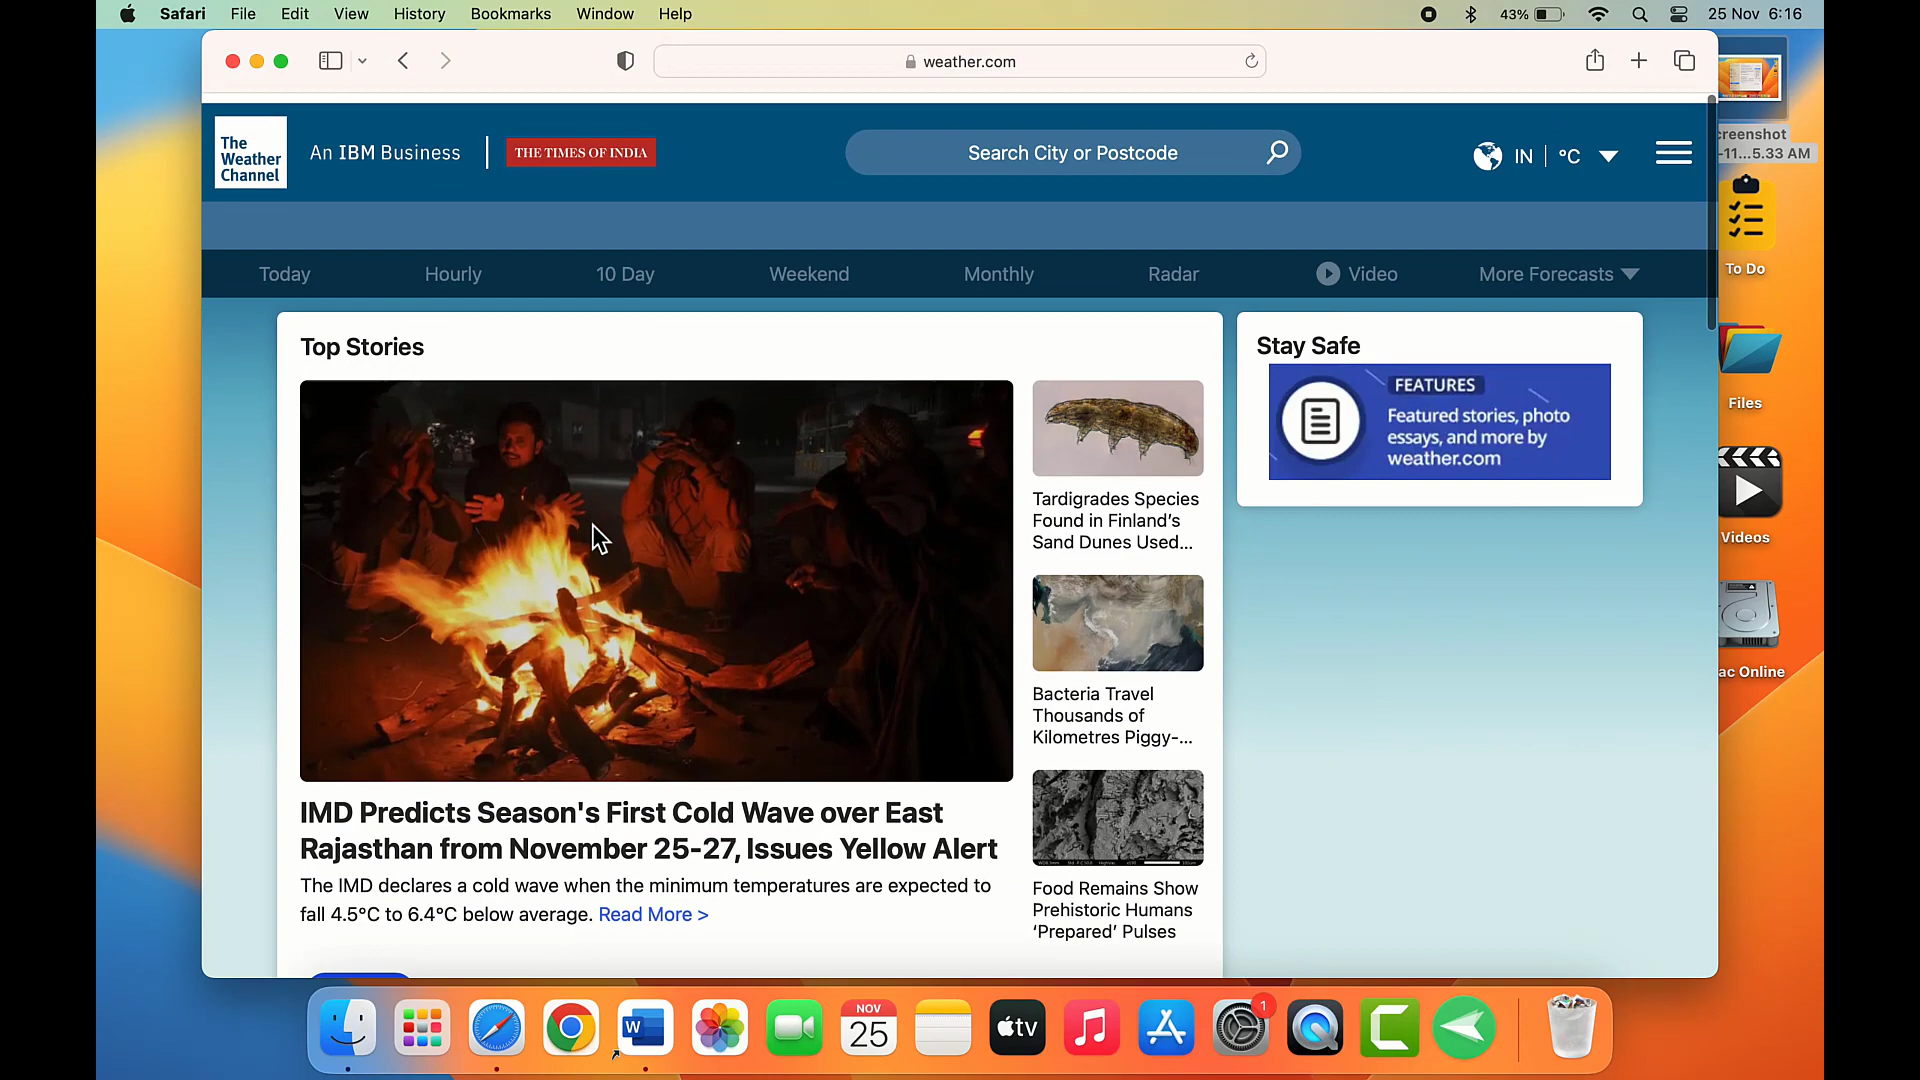 Safari File Edit View History Bookmarks Window Help
43% 25 Nov 6:16
weather.com
The
Weather
Channel
An IBM Business
THE TIMES OF INDIA
Search City or Postcode
IN °C
Today Hourly 10 Day Weekend Monthly Radar Video More Forecasts
Top Stories
IMD Predicts Season's First Cold Wave over East
Rajasthan from November 25-27, Issues Yellow Alert
The IMD declares a cold wave when the minimum temperatures are expected to
fall 4.5°C to 6.4°C below average. Read More >
Tardigrades Species
Found in Finland’s
Sand Dunes Used...
Bacteria Travel
Thousands of
Kilometres Piggy-...
Food Remains Show
Prehistoric Humans
‘Prepared’ Pulses
Stay Safe
FEATURES
Featured stories, photo
essays, and more by
weather.com
creenshot
-11...5.33 AM
To Do
Files
Videos
ac Online
W
NOV
25
tv
1
C